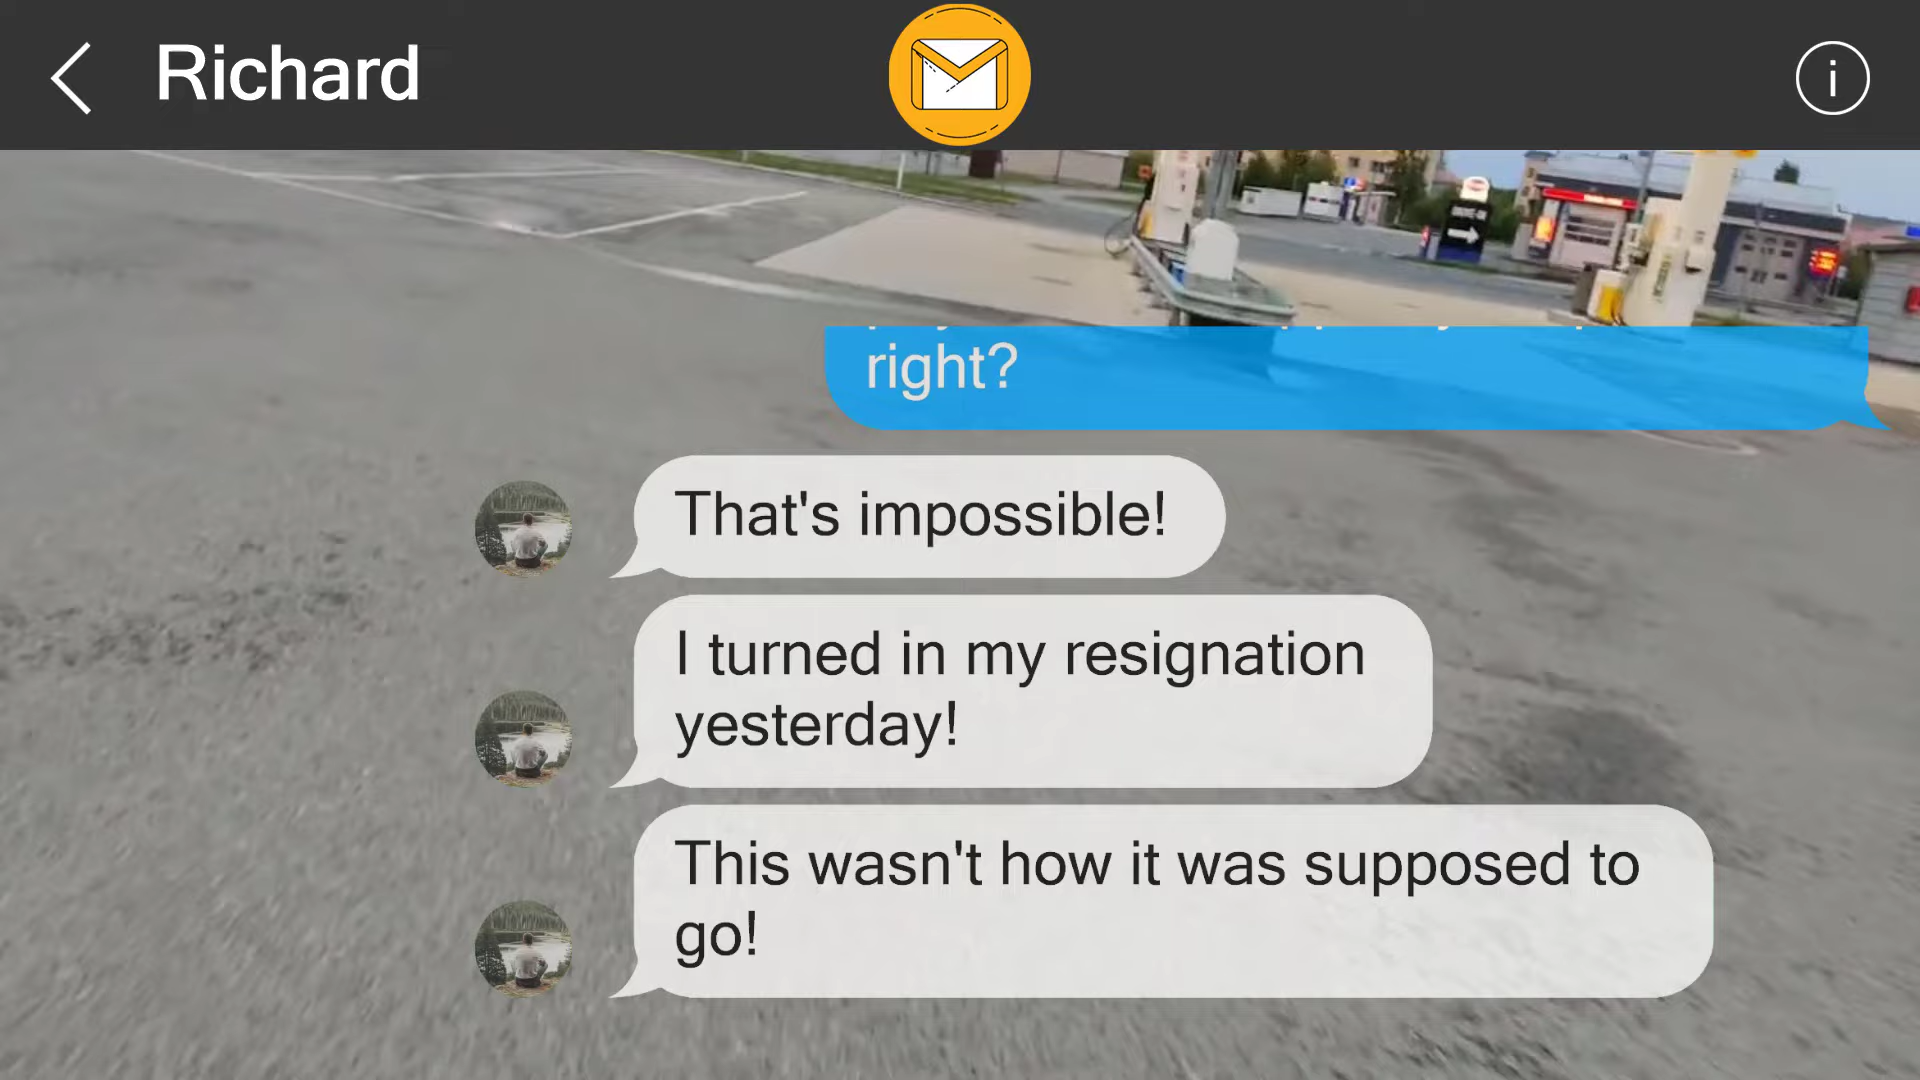 Richard
i
right?
That's impossible!
I turned in my resignation
yesterday!
This wasn't how it was supposed to
go!